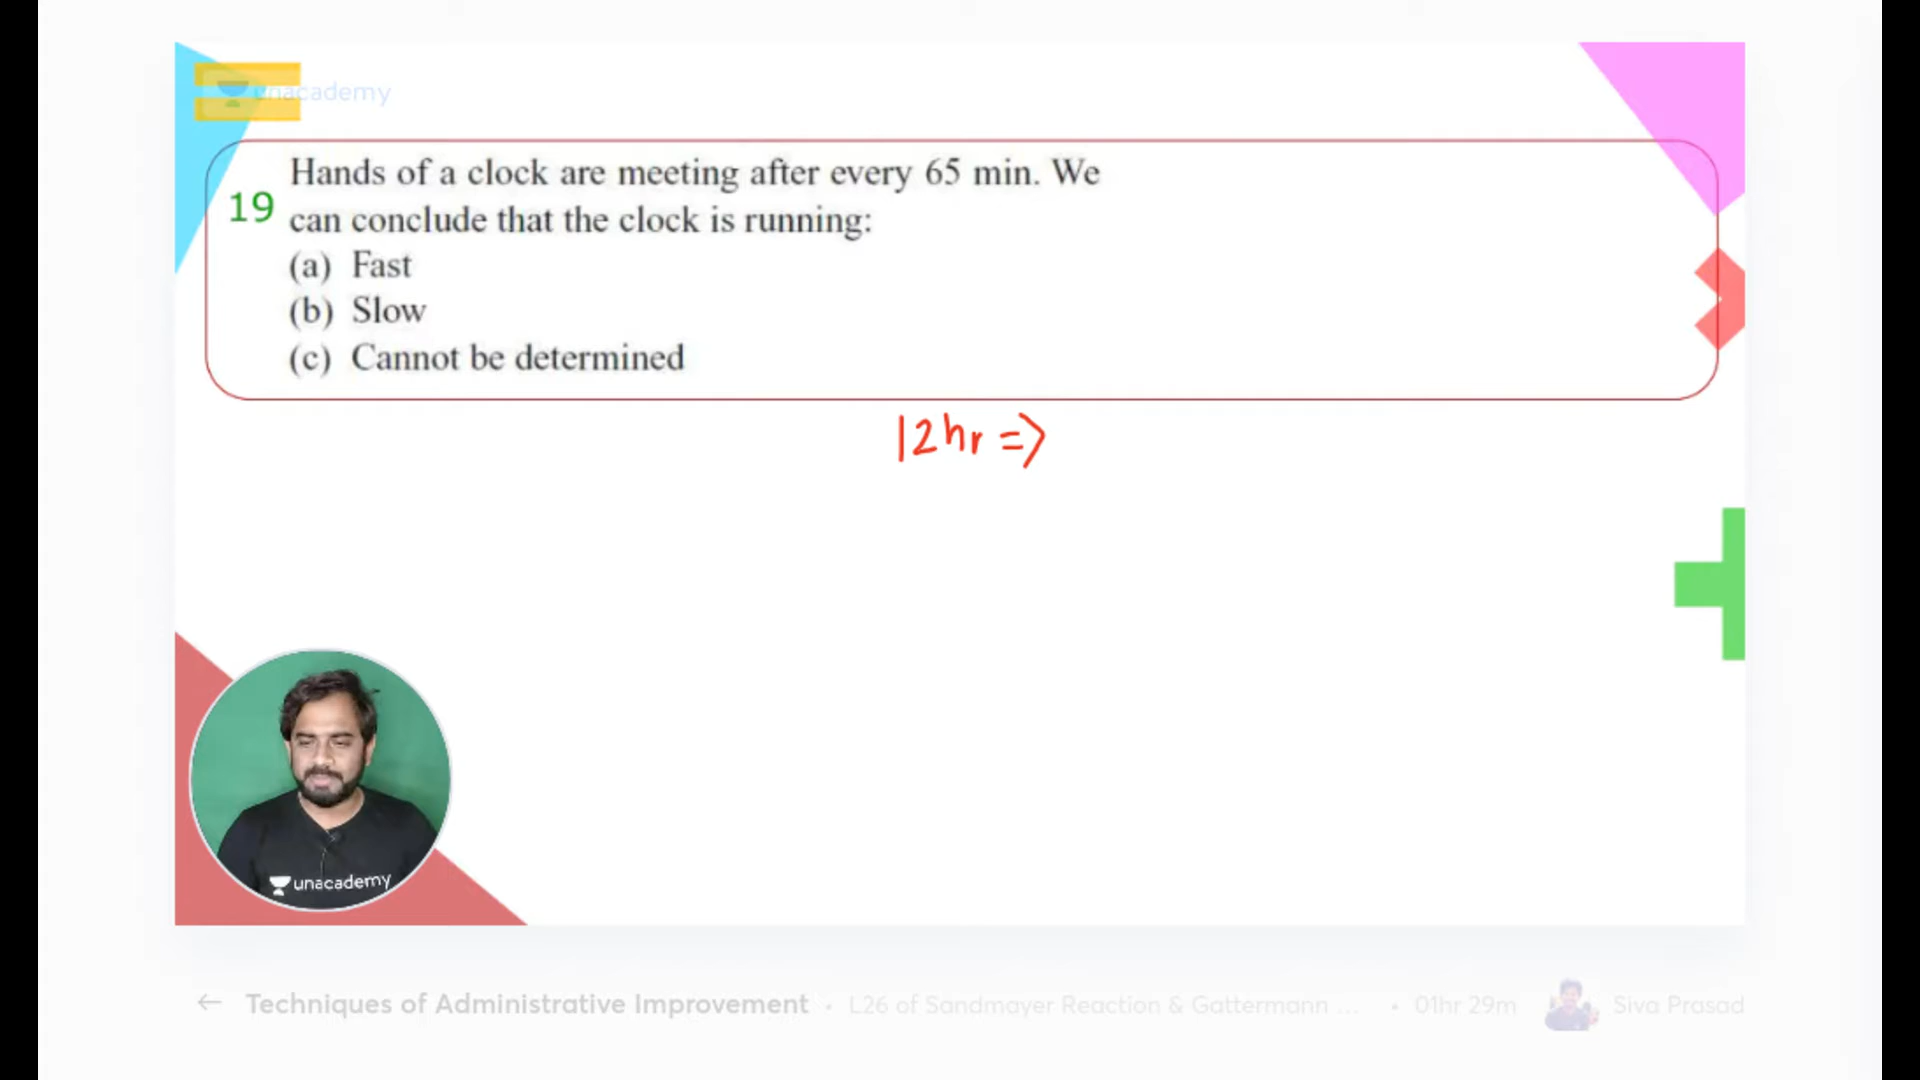 unacademy
19
Hands of a clock are meeting after every 65 min. We
can conclude that the clock is running:
(a) Fast
(b) Slow
(c) Cannot be determined
12hr =>
unacademy
← Techniques of Administrative Improvement • L26 of Sandmayer Reaction & Gattermann ... • 01hr 29m Siva Prasad